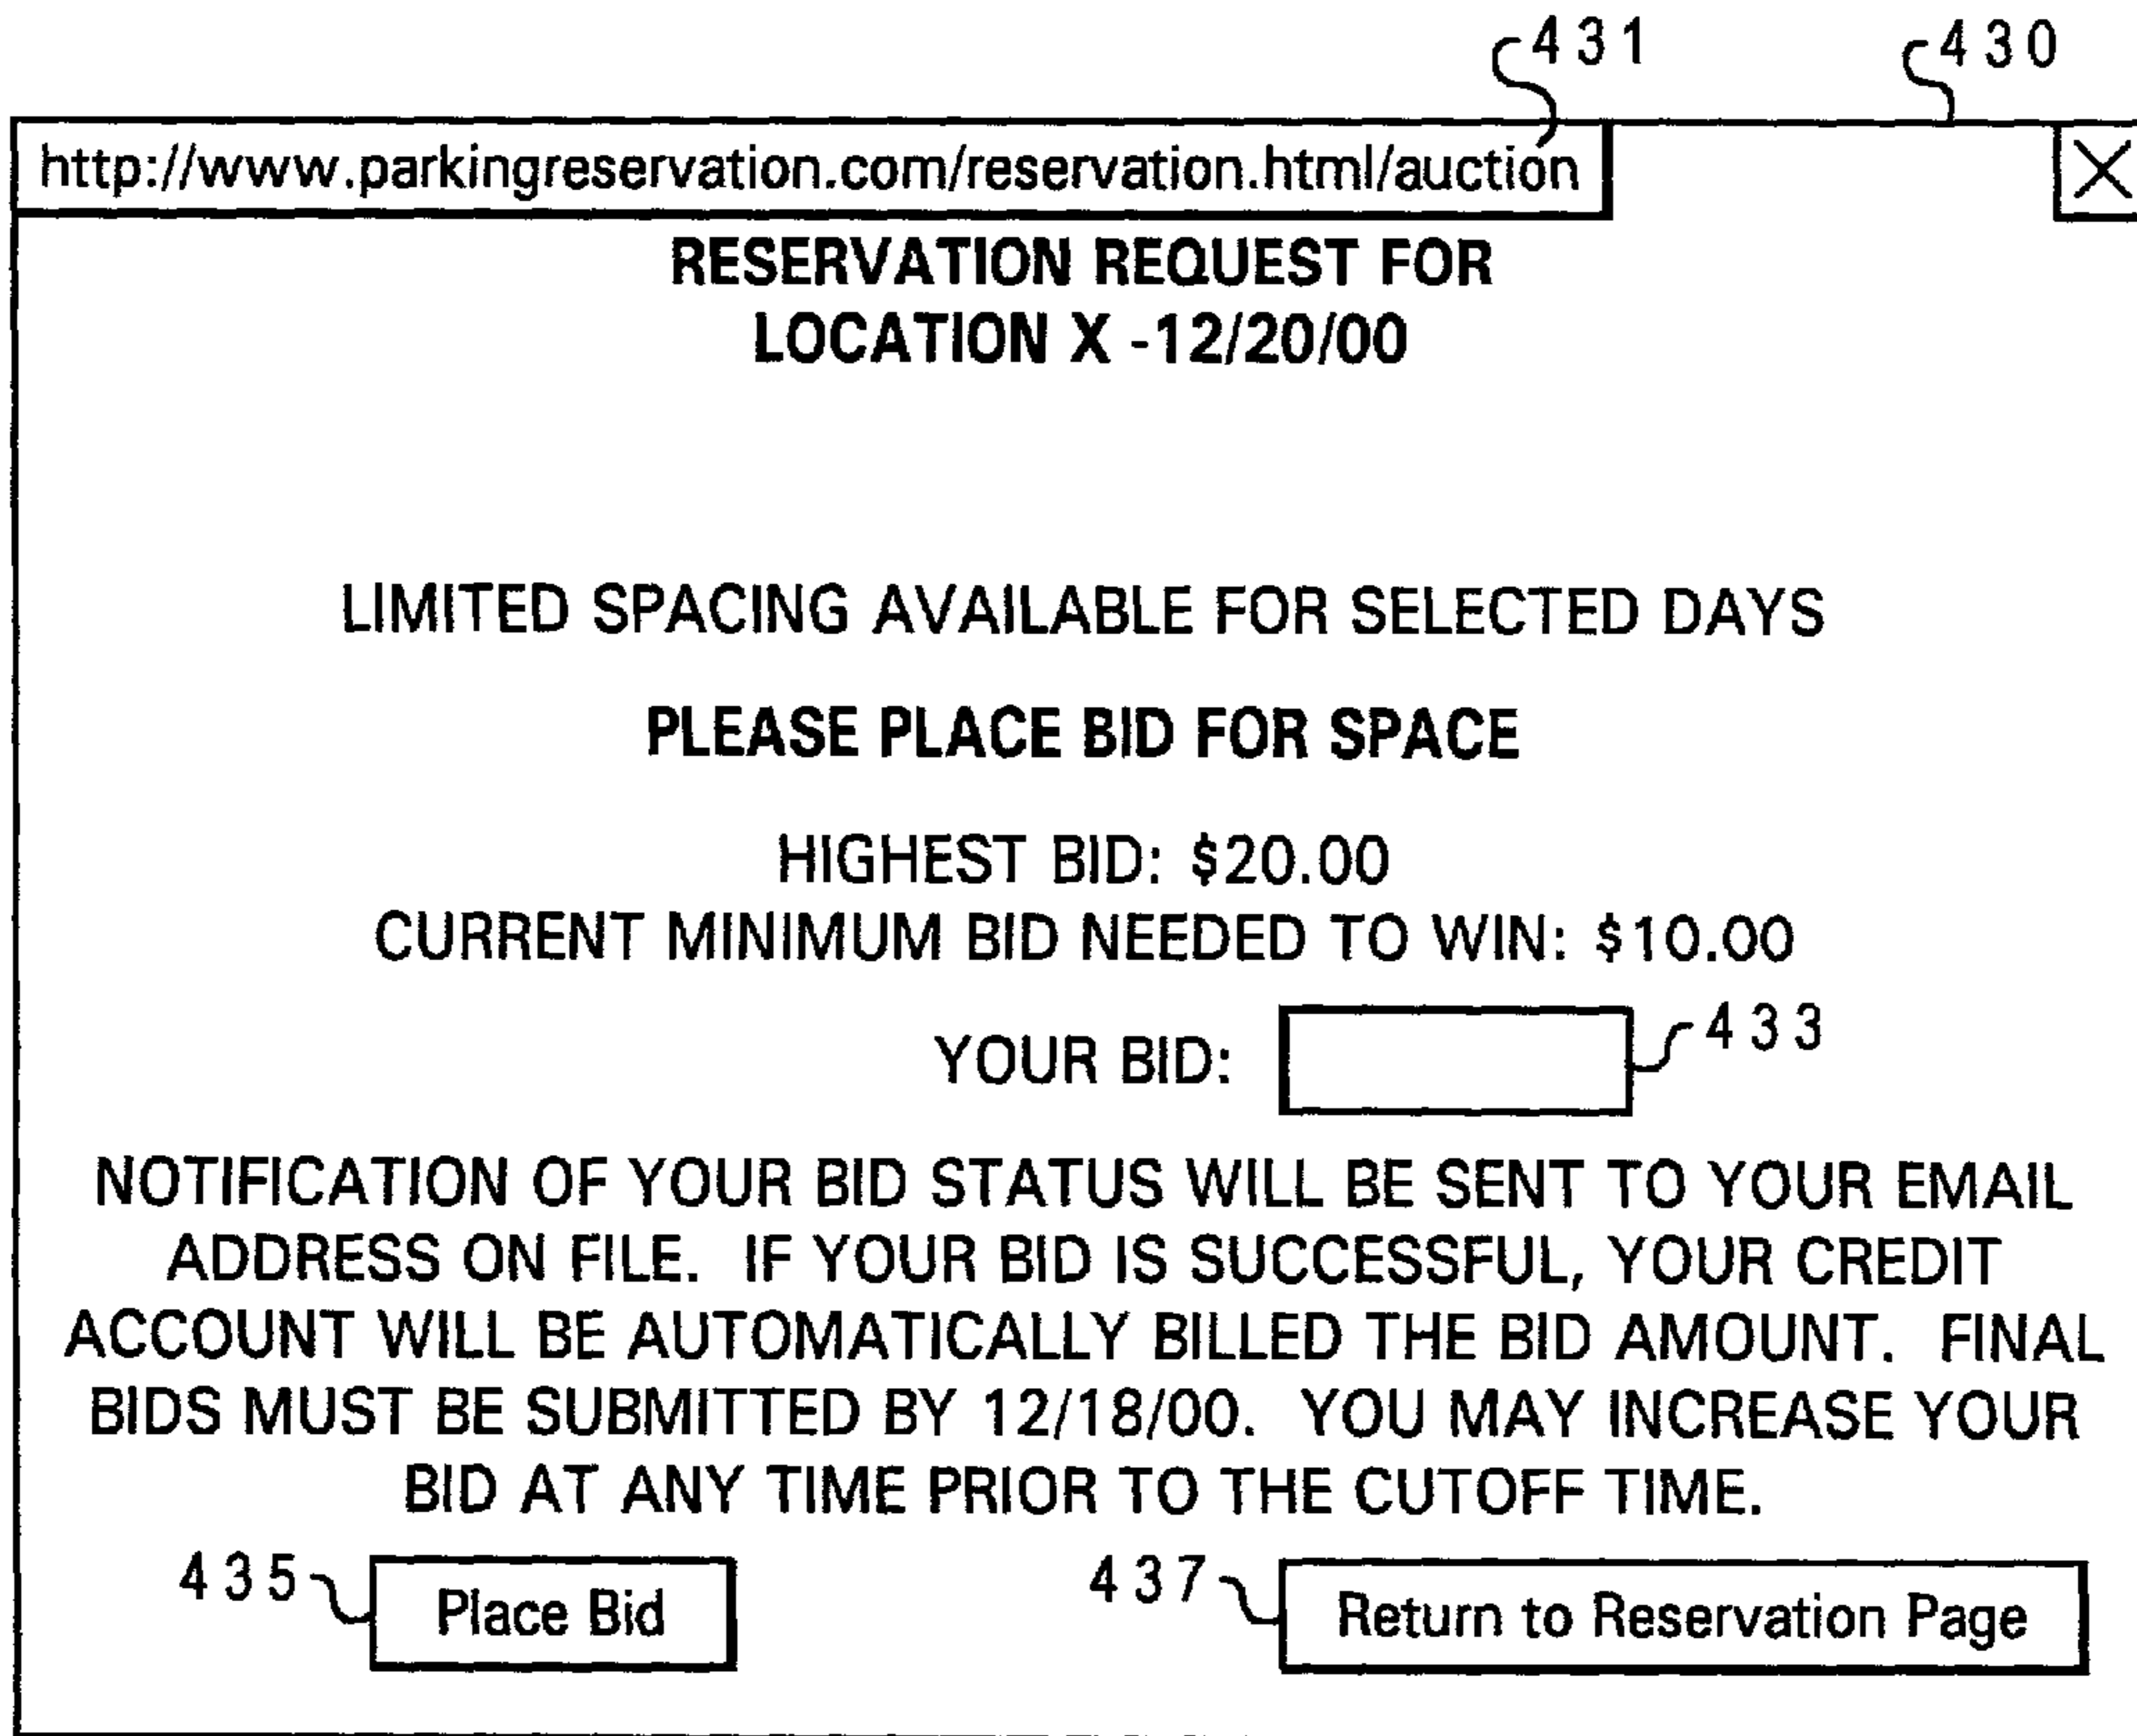 431 430
http://www.parkingreservation.com/reservation.html/auction X
RESERVATION REQUEST FOR
LOCATION X -12/20/00
LIMITED SPACING AVAILABLE FOR SELECTED DAYS
PLEASE PLACE BID FOR SPACE
HIGHEST BID: $20.00
CURRENT MINIMUM BID NEEDED TO WIN: $10.00
YOUR BID: 433
NOTIFICATION OF YOUR BID STATUS WILL BE SENT TO YOUR EMAIL
ADDRESS ON FILE. IF YOUR BID IS SUCCESSFUL, YOUR CREDIT
ACCOUNT WILL BE AUTOMATICALLY BILLED THE BID AMOUNT. FINAL
BIDS MUST BE SUBMITTED BY 12/18/00. YOU MAY INCREASE YOUR
BID AT ANY TIME PRIOR TO THE CUTOFF TIME.
435 Place Bid 437 Return to Reservation Page